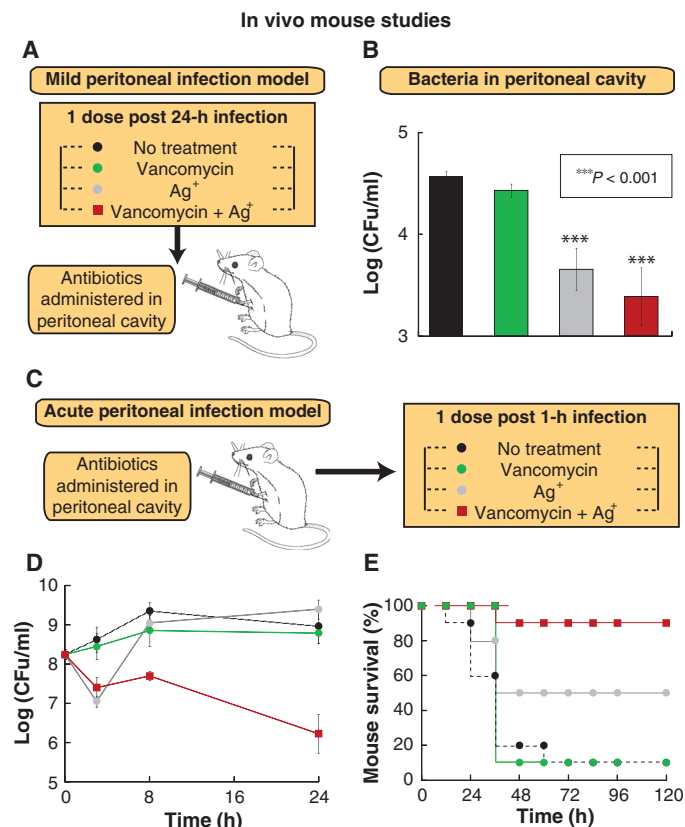 In vivo mouse studies
A
Mild peritoneal infection model
1 dose post 24-h infection
No treatment
Vancomycin
Ag+
Vancomycin + Ag+
Antibiotics
administered in
peritoneal cavity
B
Bacteria in peritoneal cavity
Log (CFu/ml)
5
4
3
***P < 0.001
***
***
C
Acute peritoneal infection model
Antibiotics
administered in
peritoneal cavity
1 dose post 1-h infection
No treatment
Vancomycin
Ag+
Vancomycin + Ag+
D
Log (CFu/ml)
10
9
8
7
6
5
0 8 16 24
Time (h)
E
Mouse survival (%)
100
80
60
40
20
0 24 48 72 96 120
Time (h)